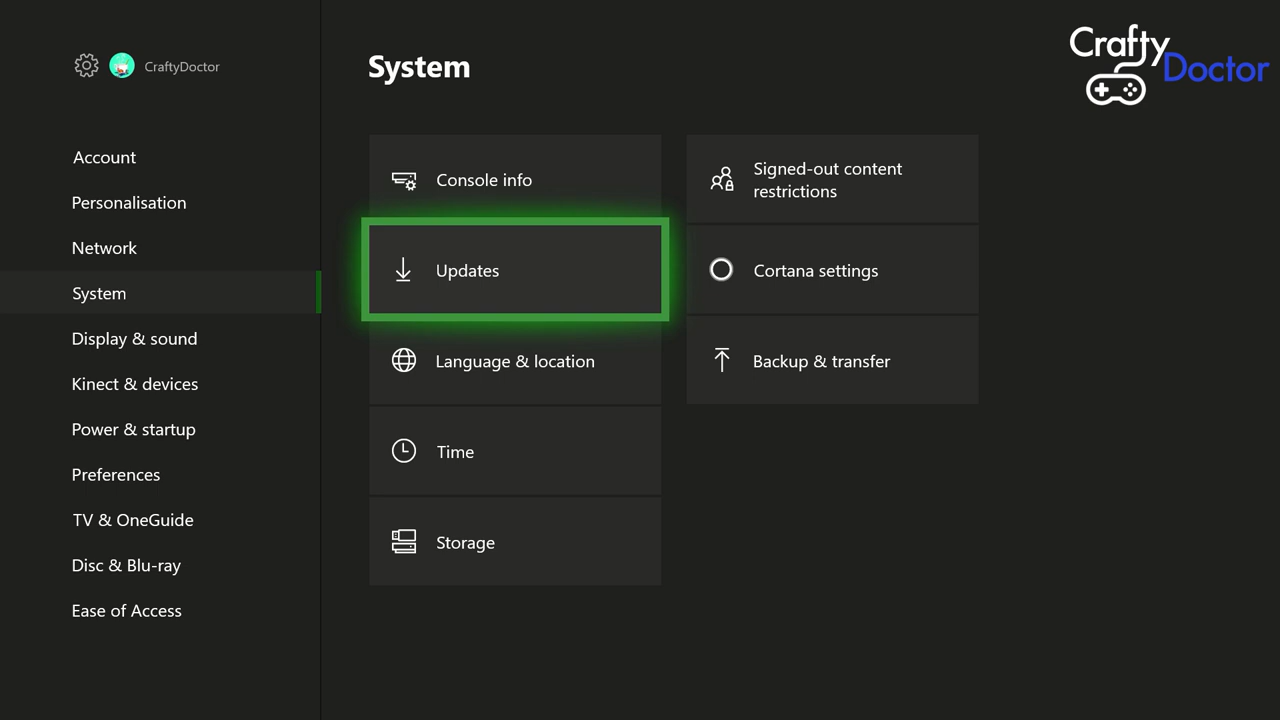 CraftyDoctor
Account
Personalisation
Network
System
Display & sound
Kinect & devices
Power & startup
Preferences
TV & OneGuide
Disc & Blu-ray
Ease of Access
System
Console info
Updates
Language & location
Time
Storage
Signed-out content
restrictions
Cortana settings
Backup & transfer
Crafty
Doctor